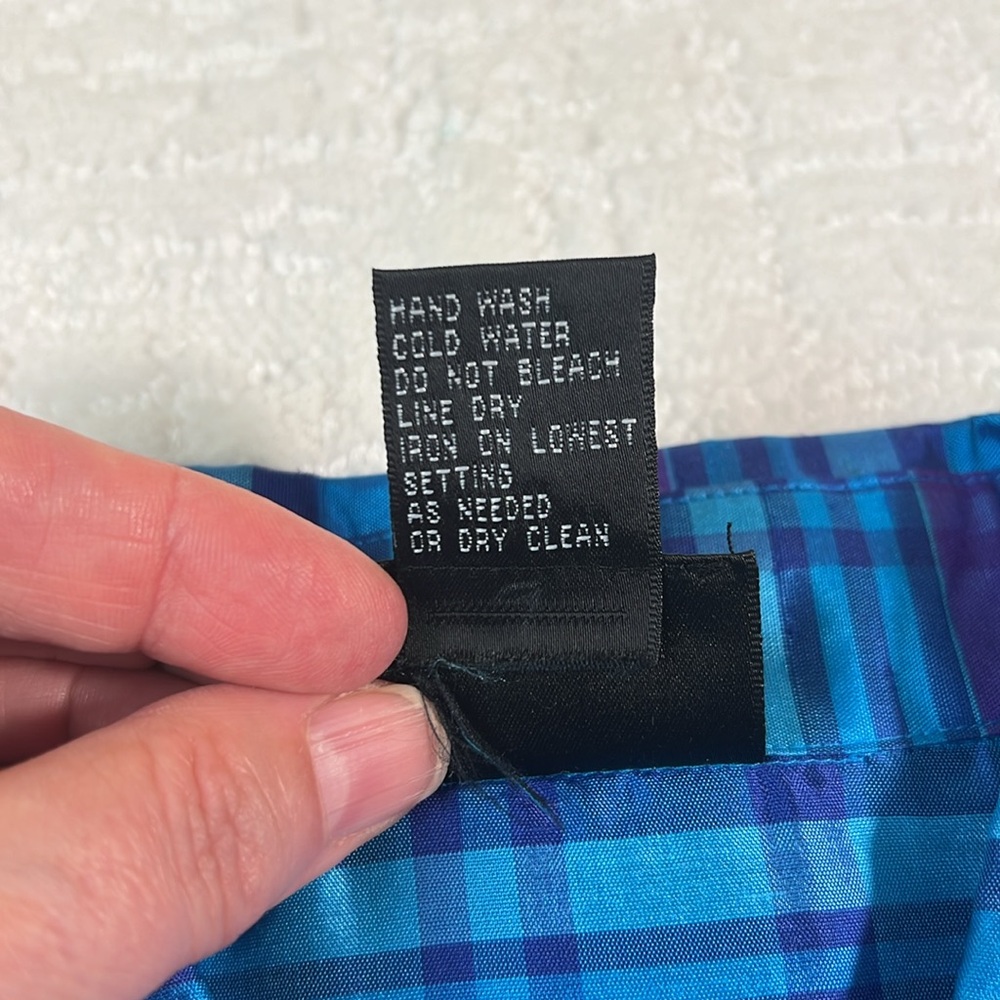 HAND WASH
COLD WATER
DO NOT BLEACH
LINE DRY
IRON ON LOWEST
SETTING
AS NEEDED
OR DRY CLEAN